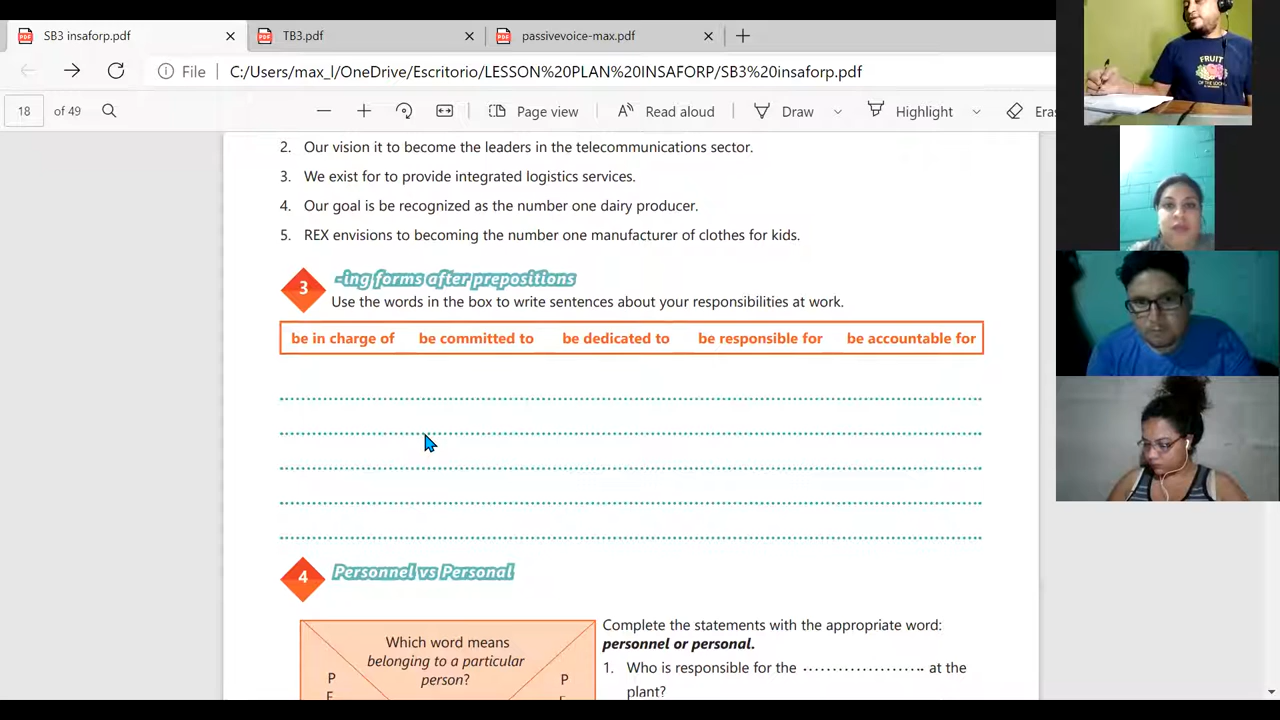 SB3 insaforp.pdf
TB3.pdf
passivevoice-max.pdf
File
C:/Users/max_l/OneDrive/Escritorio/LESSON%20PLAN%20INSAFORP/SB3%20insaforp.pdf
18 of 49
Page view
Read aloud
Draw
Highlight
Eras
2. Our vision it to become the leaders in the telecommunications sector.
3. We exist for to provide integrated logistics services.
4. Our goal is be recognized as the number one dairy producer.
5. REX envisions to becoming the number one manufacturer of clothes for kids.
3 -ing forms after prepositions
Use the words in the box to write sentences about your responsibilities at work.
be in charge of be committed to be dedicated to be responsible for be accountable for
4 Personnel vs Personal
Which word means
belonging to a particular
person?
P
E
P
Complete the statements with the appropriate word:
personnel or personal.
1. Who is responsible for the ........................ at the
plant?
FRUIT
OF THE LOOM